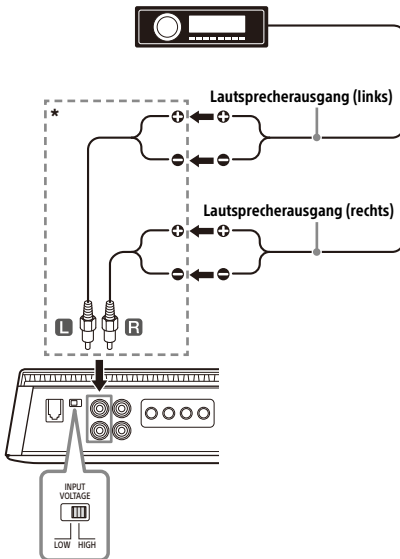 Lautsprecherausgang (links)
*
+ +
− −
Lautsprecherausgang (rechts)
+ +
− −
L R
INPUT
VOLTAGE
LOW HIGH